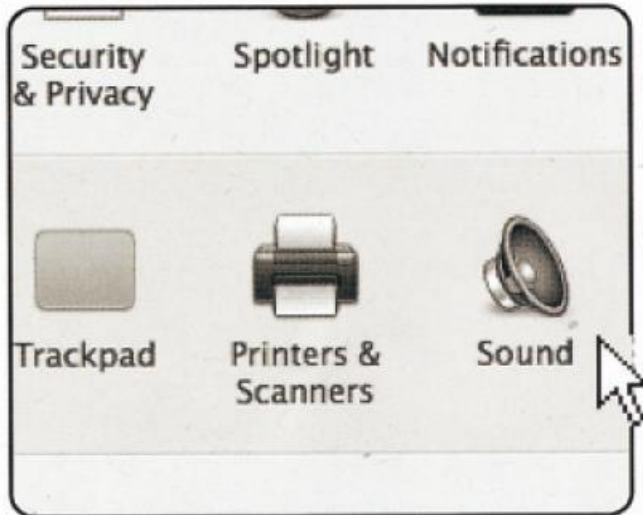 Security Spotlight Notifications
& Privacy
Trackpad Printers & Sound
Scanners